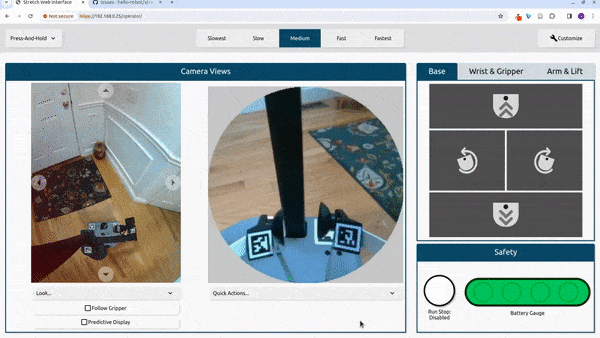 Stretch Web Interface
Issues · hello-robot/stre
Not secure https://192.168.0.25/operator/
Press-And-Hold
Slowest Slow Medium Fast Fastest
Customize
Camera Views
Base Wrist & Gripper Arm & Lift
Look...
Quick Actions...
Follow Gripper
Predictive Display
Safety
Run Stop:
Disabled
Battery Gauge